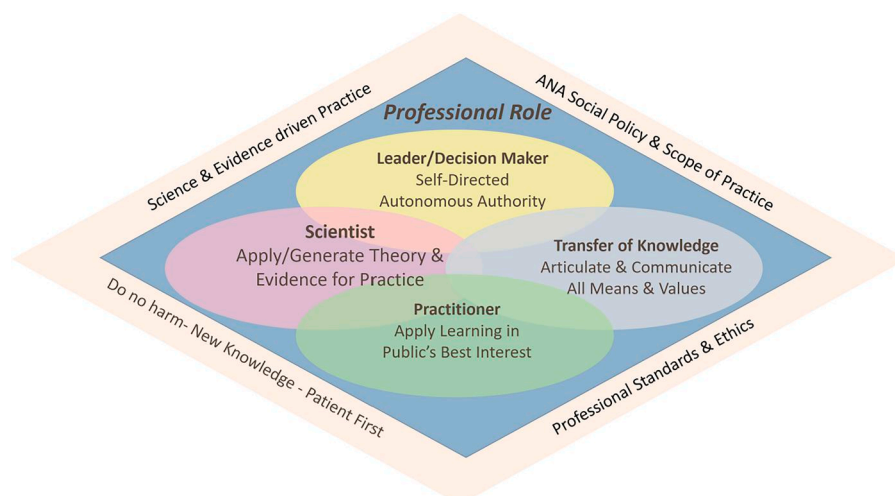 Science & Evidence driven Practice
ANA Social Policy & Scope of Practice
Professional Role
Leader/Decision Maker
Self-Directed
Autonomous Authority
Scientist
Apply/Generate Theory &
Evidence for Practice
Transfer of Knowledge
Articulate & Communicate
All Means & Values
Practitioner
Apply Learning in
Public's Best Interest
Do no harm- New Knowledge - Patient First
Professional Standards & Ethics